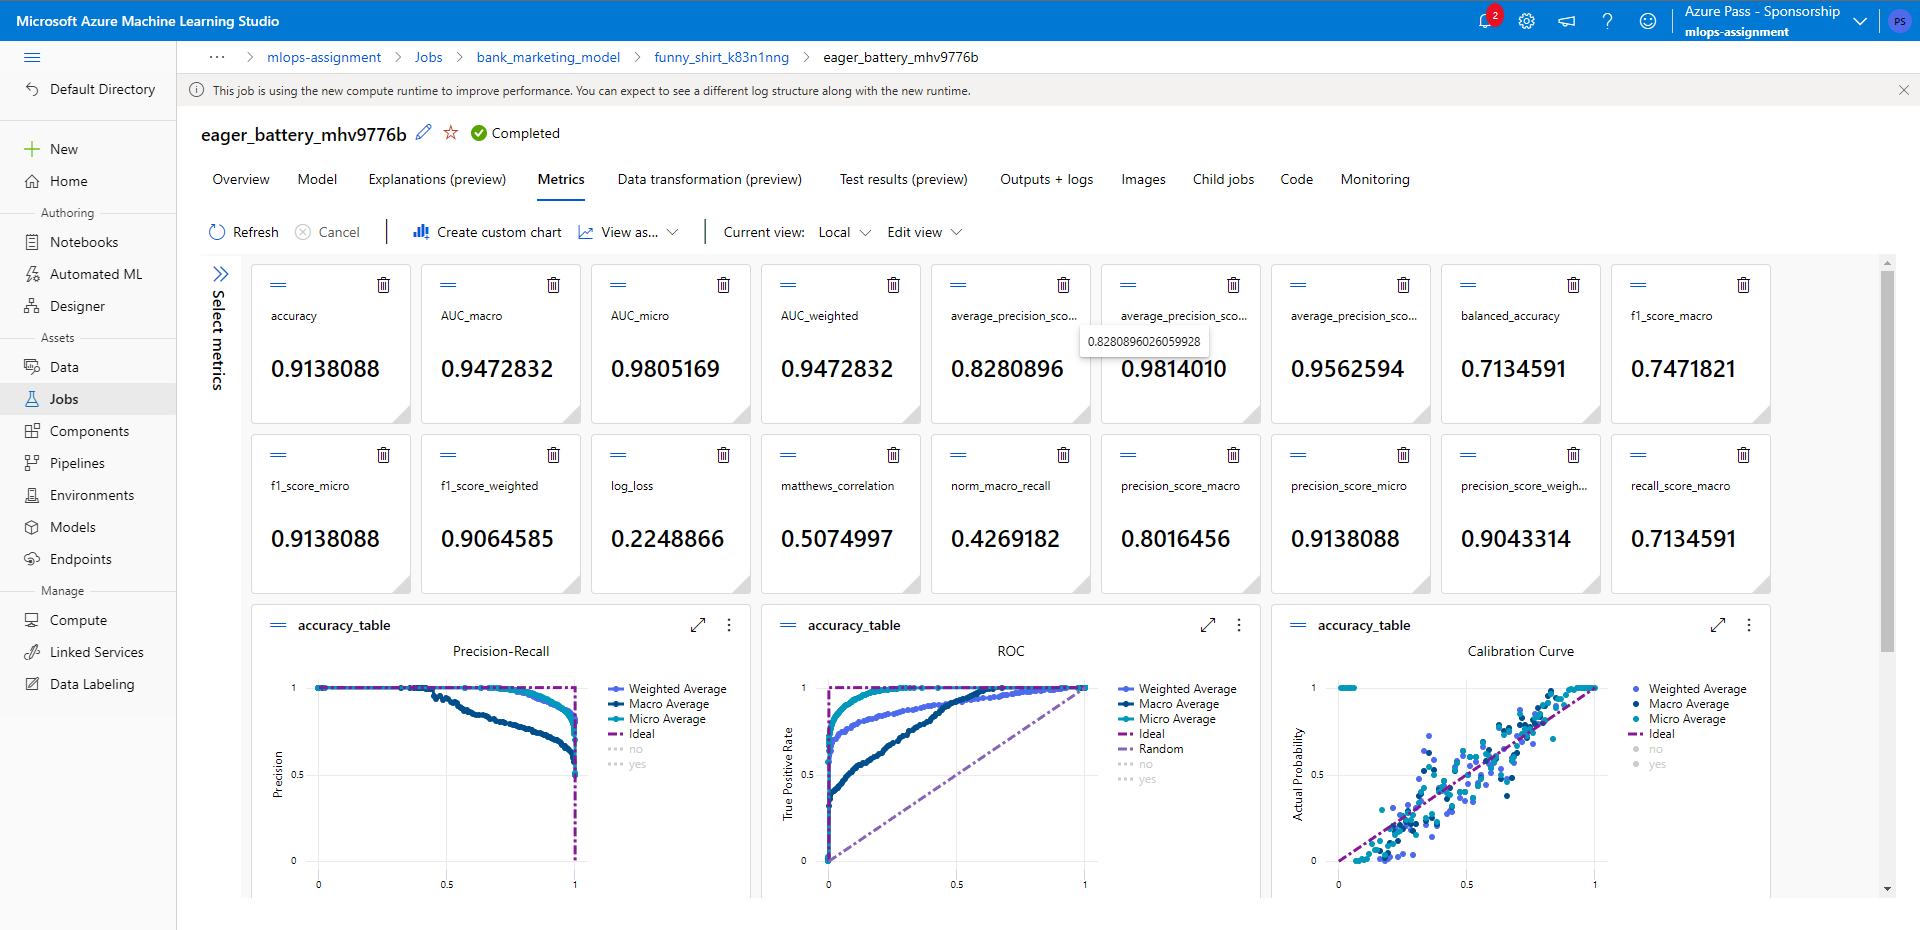 Microsoft Azure Machine Learning Studio
2
?
Azure Pass - Sponsorship
mlops-assignment
PS
··· > mlops-assignment > Jobs > bank_marketing_model > funny_shirt_k83n1nng > eager_battery_mhv9776b
This job is using the new compute runtime to improve performance. You can expect to see a different log structure along with the new runtime.
Default Directory
New
Home
Authoring
Notebooks
Automated ML
Designer
Assets
Data
Jobs
Components
Pipelines
Environments
Models
Endpoints
Manage
Compute
Linked Services
Data Labeling
eager_battery_mhv9776b
Completed
Overview Model Explanations (preview) Metrics Data transformation (preview) Test results (preview) Outputs + logs Images Child jobs Code Monitoring
Refresh Cancel Create custom chart View as... Current view: Local Edit view
Select metrics
accuracy
0.9138088
AUC_macro
0.9472832
AUC_micro
0.9805169
AUC_weighted
0.9472832
average_precision_sco...
0.8280896
average_precision_sco...
0.8280896026059928
0.9814010
average_precision_sco...
0.9562594
balanced_accuracy
0.7134591
f1_score_macro
0.7471821
f1_score_micro
0.9138088
f1_score_weighted
0.9064585
log_loss
0.2248866
matthews_correlation
0.5074997
norm_macro_recall
0.4269182
precision_score_macro
0.8016456
precision_score_micro
0.9138088
precision_score_weigh...
0.9043314
recall_score_macro
0.7134591
accuracy_table
Precision-Recall
Precision
1
0.5
0
0 0.5 1
Weighted Average
Macro Average
Micro Average
Ideal
no
yes
accuracy_table
ROC
True Positive Rate
1
0.5
0
0 0.5 1
Weighted Average
Macro Average
Micro Average
Ideal
Random
no
yes
accuracy_table
Calibration Curve
Actual Probability
1
0.5
0
0 0.5 1
Weighted Average
Macro Average
Micro Average
Ideal
no
yes